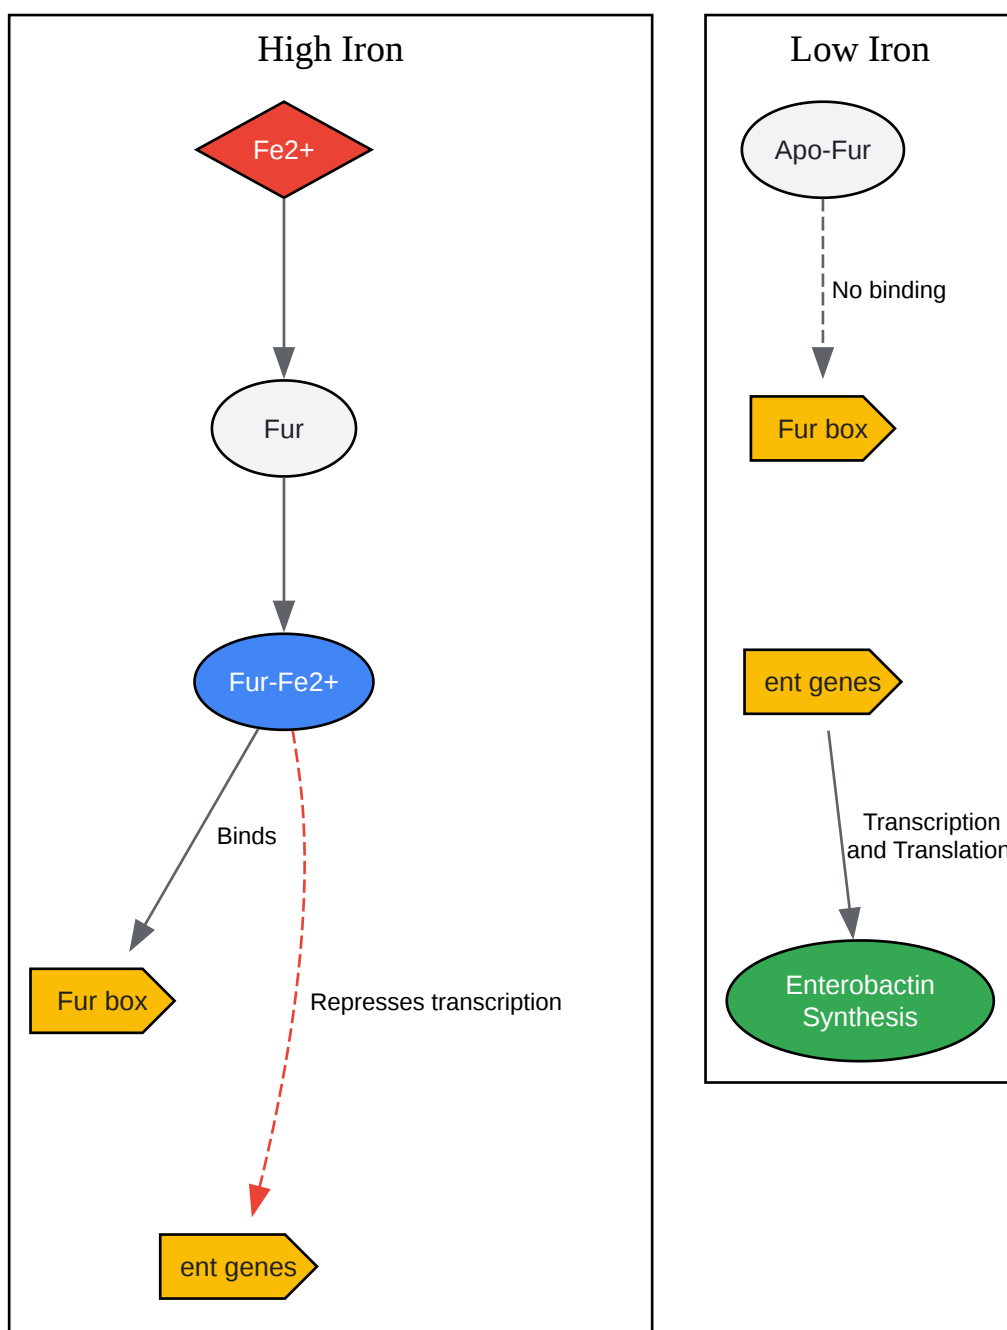 High Iron
Fe2+
Fur
Fur-Fe2+
Binds
Fur box
Represses transcription
ent genes
Low Iron
Apo-Fur
No binding
Fur box
ent genes
Transcription
and Translation
Enterobactin
Synthesis